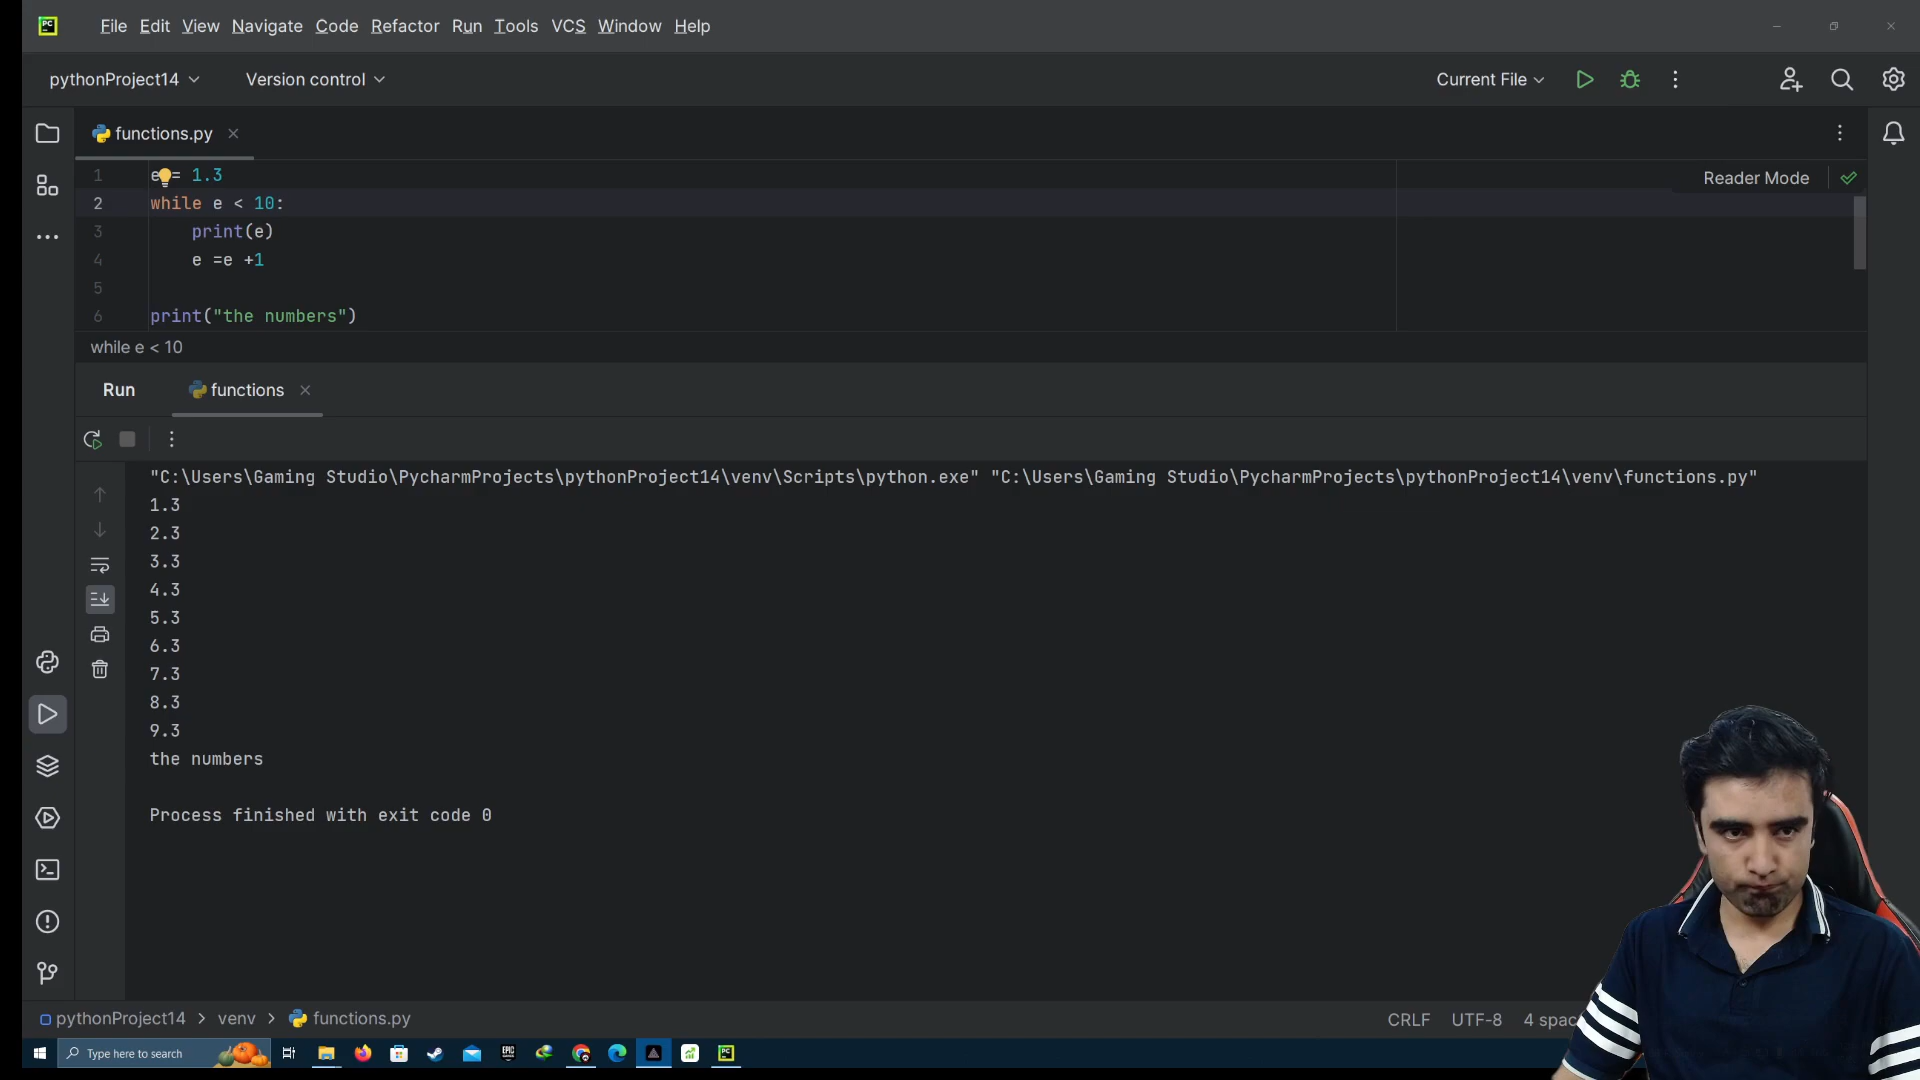 PC
File Edit View Navigate Code Refactor Run Tools VCS Window Help
pythonProject14 Version control Current File
functions.py
Reader Mode
1 e = 1.3
2 while e < 10:
3 print(e)
4 e =e +1
5
6 print("the numbers")
while e < 10
Run functions
"C:\Users\Gaming Studio\PycharmProjects\pythonProject14\venv\Scripts\python.exe" "C:\Users\Gaming Studio\PycharmProjects\pythonProject14\venv\functions.py"
1.3
2.3
3.3
4.3
5.3
6.3
7.3
8.3
9.3
the numbers
Process finished with exit code 0
pythonProject14 > venv > functions.py CRLF UTF-8 4 spac
Type here to search EPIC PC